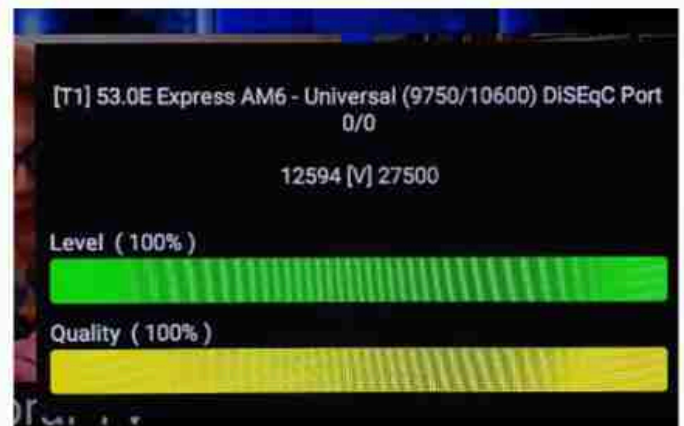 [T1] 53.0E Express AM6 - Universal (9750/10600) DiSEqC Port
0/0
12594 [V] 27500
Level ( 100% )
Quality ( 100% )